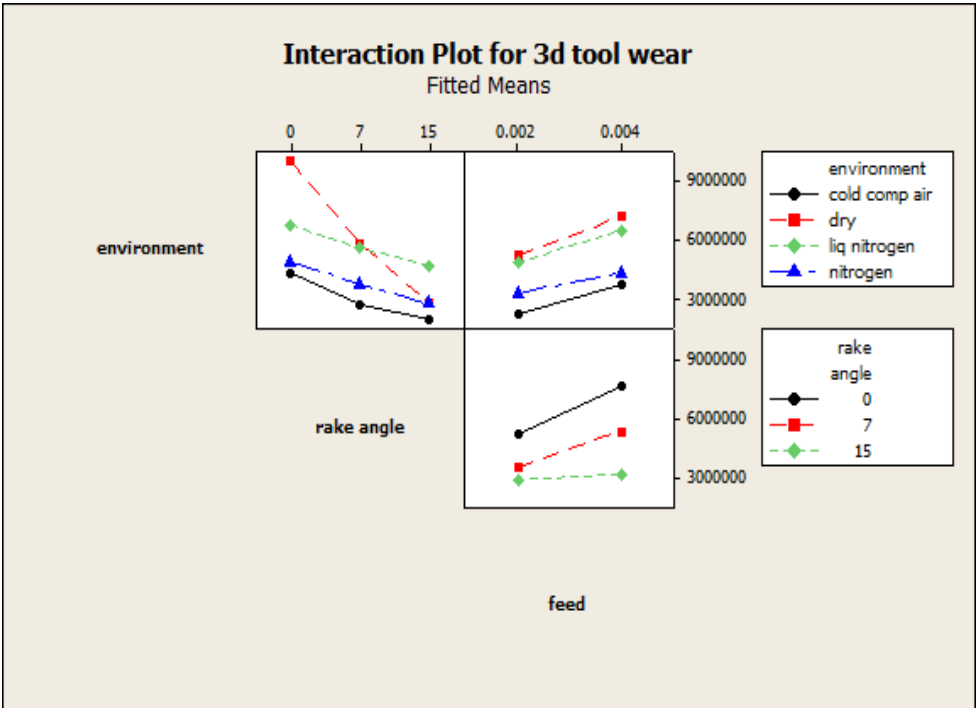 Interaction Plot for 3d tool wear
Fitted Means
0 7 15 0.002 0.004
environment
9000000
6000000
3000000
environment
cold comp air
dry
liq nitrogen
nitrogen
rake angle
9000000
6000000
3000000
rake
angle
0
7
15
feed